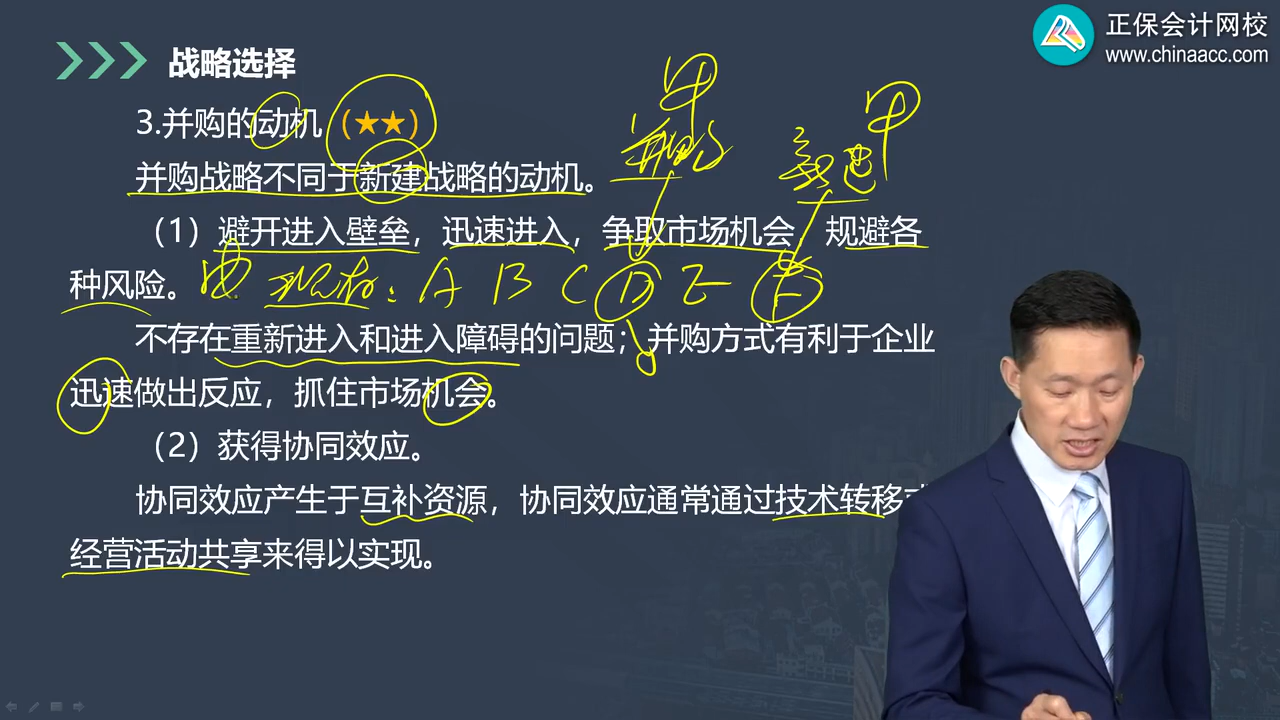 正保会计网校
www.chinaacc.com
战略选择
3.并购的动机（★★）
并购战略不同于新建战略的动机。
（1）避开进入壁垒，迅速进入，争取市场机会，规避各
种风险。
不存在重新进入和进入障碍的问题；并购方式有利于企业
迅速做出反应，抓住市场机会。
（2）获得协同效应。
协同效应产生于互补资源，协同效应通常通过技术转移
经营活动共享来得以实现。
甲
甲
并购
新建
A B C D E F